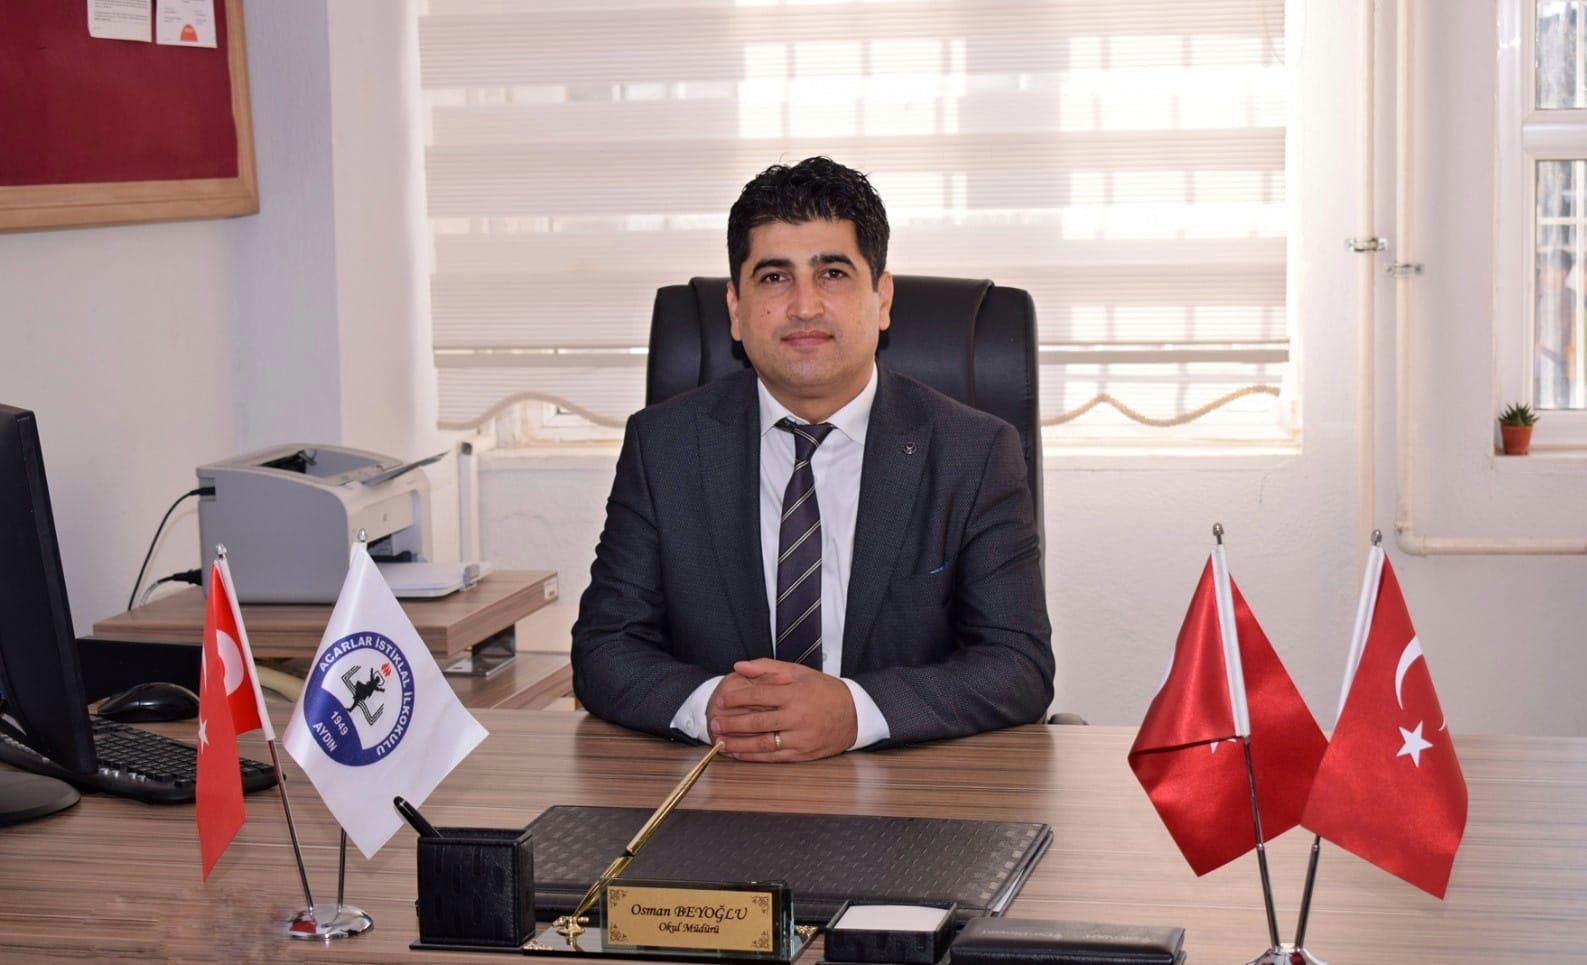 ACARLAR İSTİKLAL İLKOKULU
1949
AYDIN
Osman BEYOĞLU
Okul Müdürü